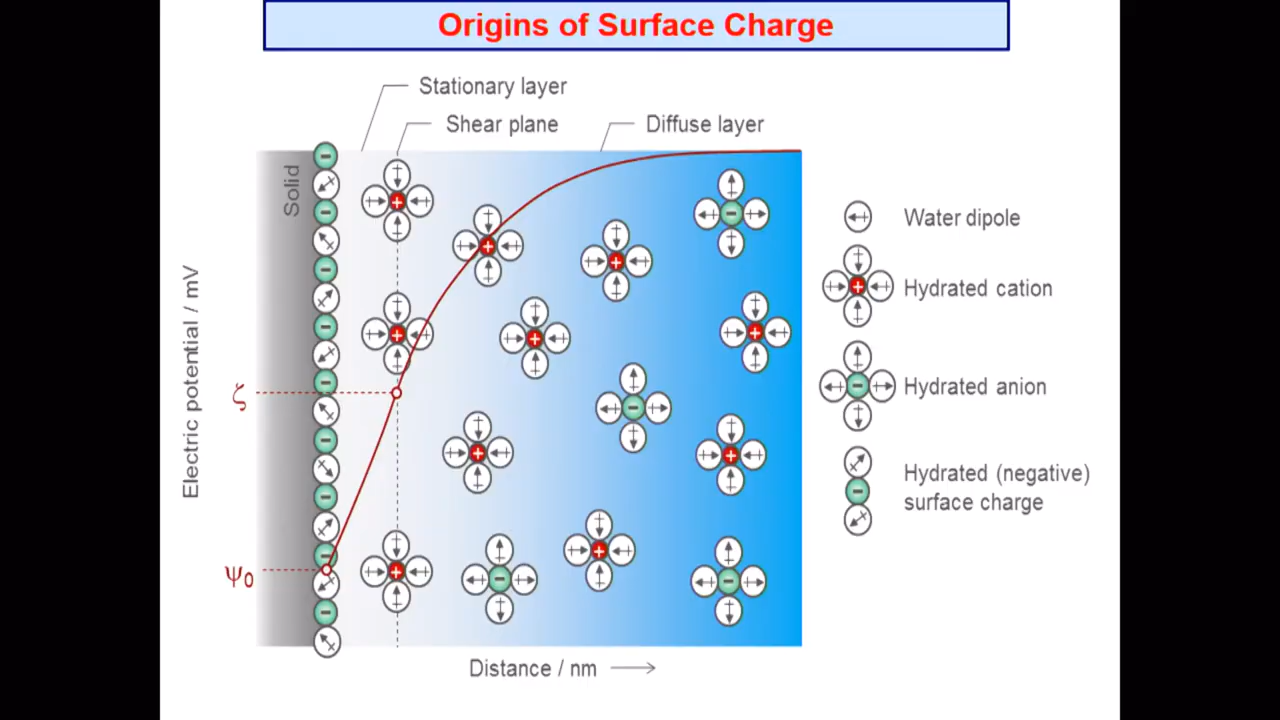 Origins of Surface Charge
Stationary layer
Shear plane
Diffuse layer
Solid
Electric potential / mV
ζ
ψ0
Distance / nm
Water dipole
Hydrated cation
Hydrated anion
Hydrated (negative)
surface charge